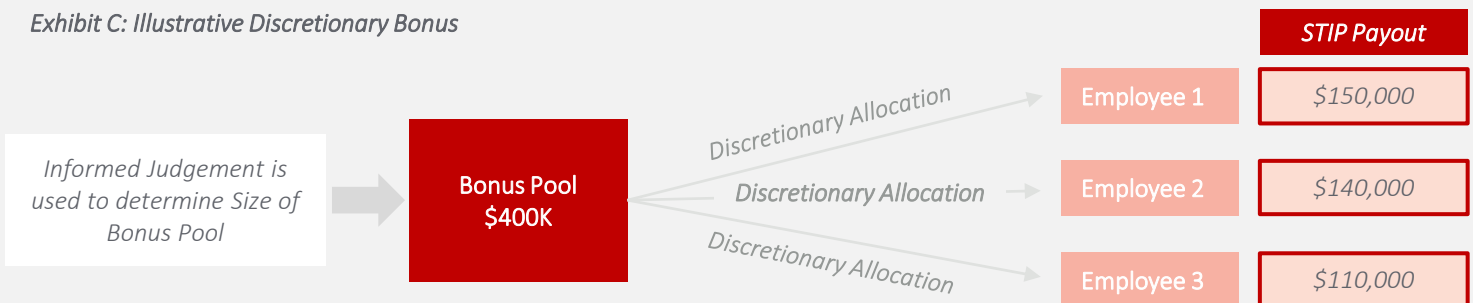 Exhibit C: Illustrative Discretionary Bonus
STIP Payout
Informed Judgement is
used to determine Size of
Bonus Pool
Bonus Pool
$400K
Discretionary Allocation
Employee 1
$150,000
Discretionary Allocation
Employee 2
$140,000
Discretionary Allocation
Employee 3
$110,000